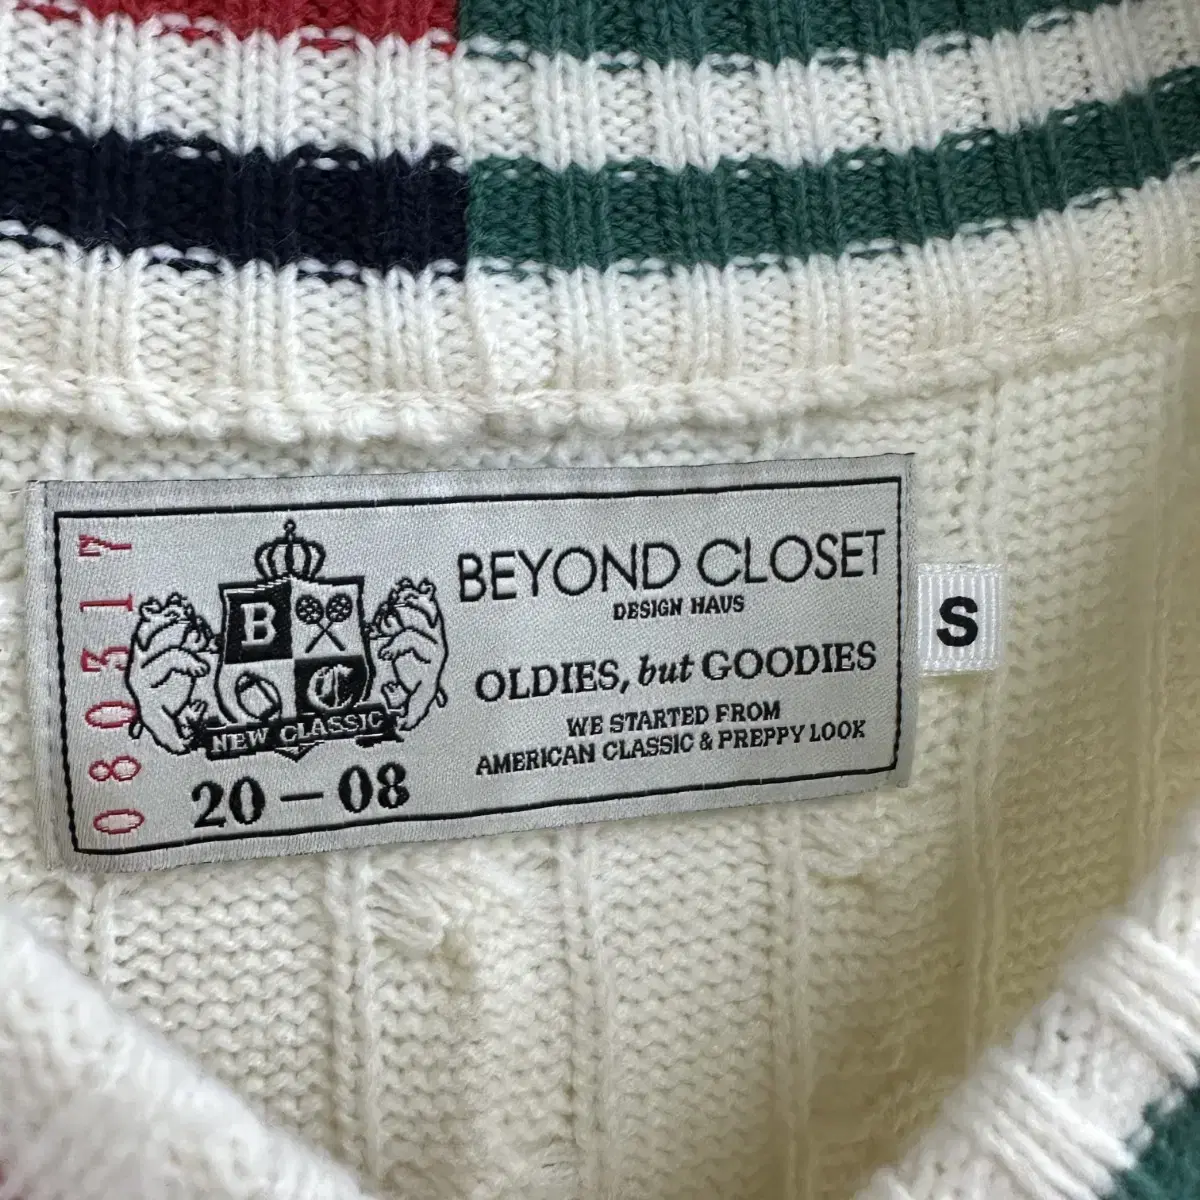 080317
B
C
NEW CLASSIC
20-08
BEYOND CLOSET
DESIGN HAUS
OLDIES, but GOODIES
WE STARTED FROM
AMERICAN CLASSIC & PREPPY LOOK
S